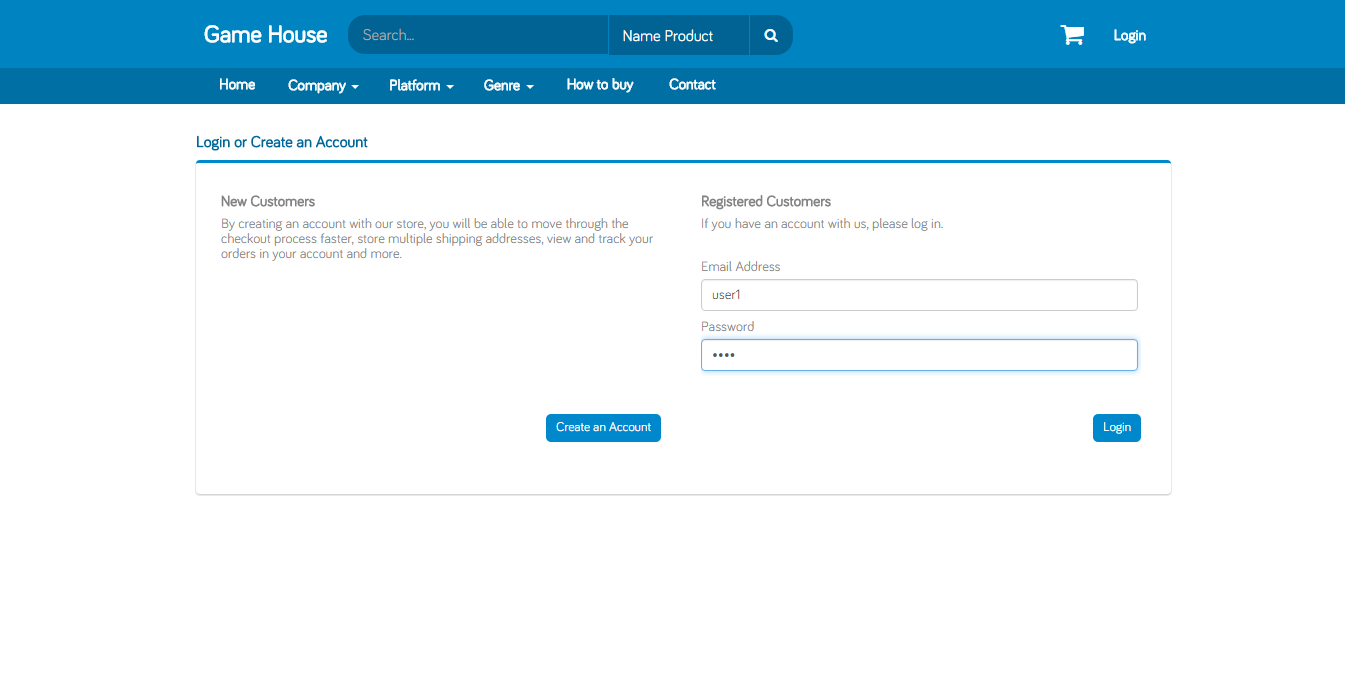 Game House
Search...
Name Product
Login
Home
Company
Platform
Genre
How to buy
Contact
Login or Create an Account
New Customers
By creating an account with our store, you will be able to move through the
checkout process faster, store multiple shipping addresses, view and track your
orders in your account and more.
Create an Account
Registered Customers
If you have an account with us, please log in.
Email Address
user1
Password
••••
Login